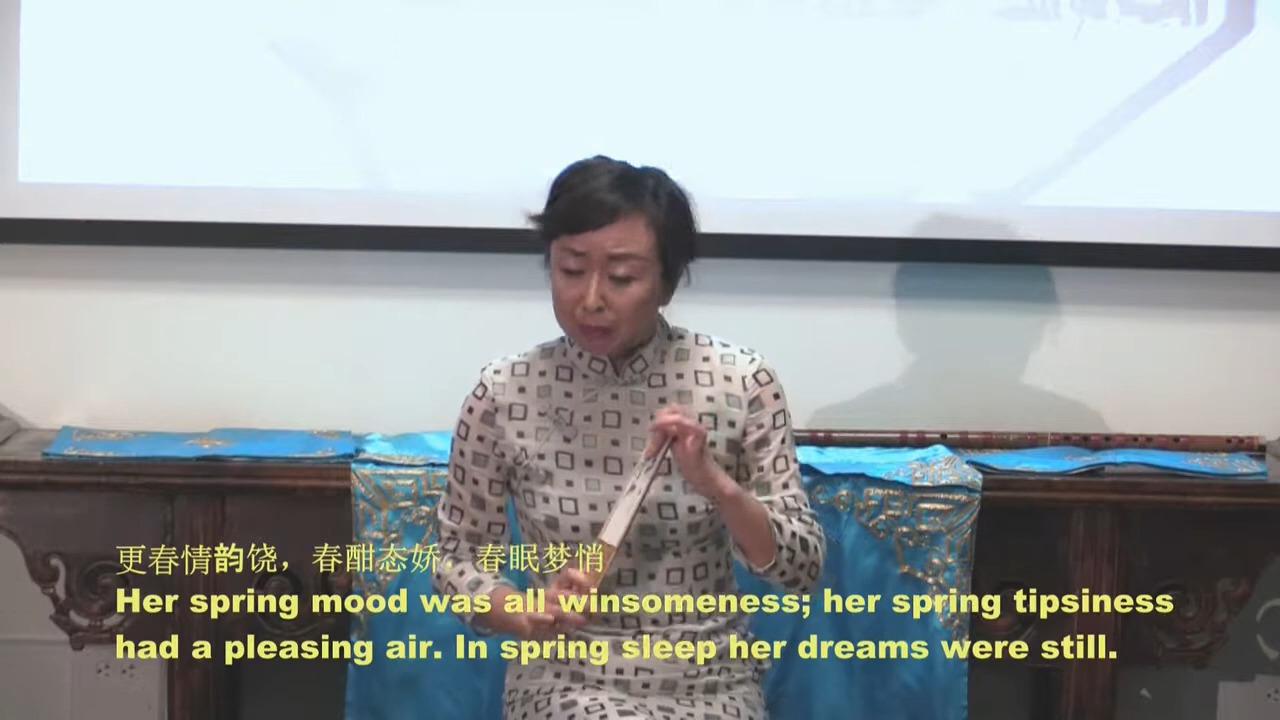 更春情韵饶，春酣态娇，春眠梦悄
Her spring mood was all winsomeness; her spring tipsiness
had a pleasing air. In spring sleep her dreams were still.